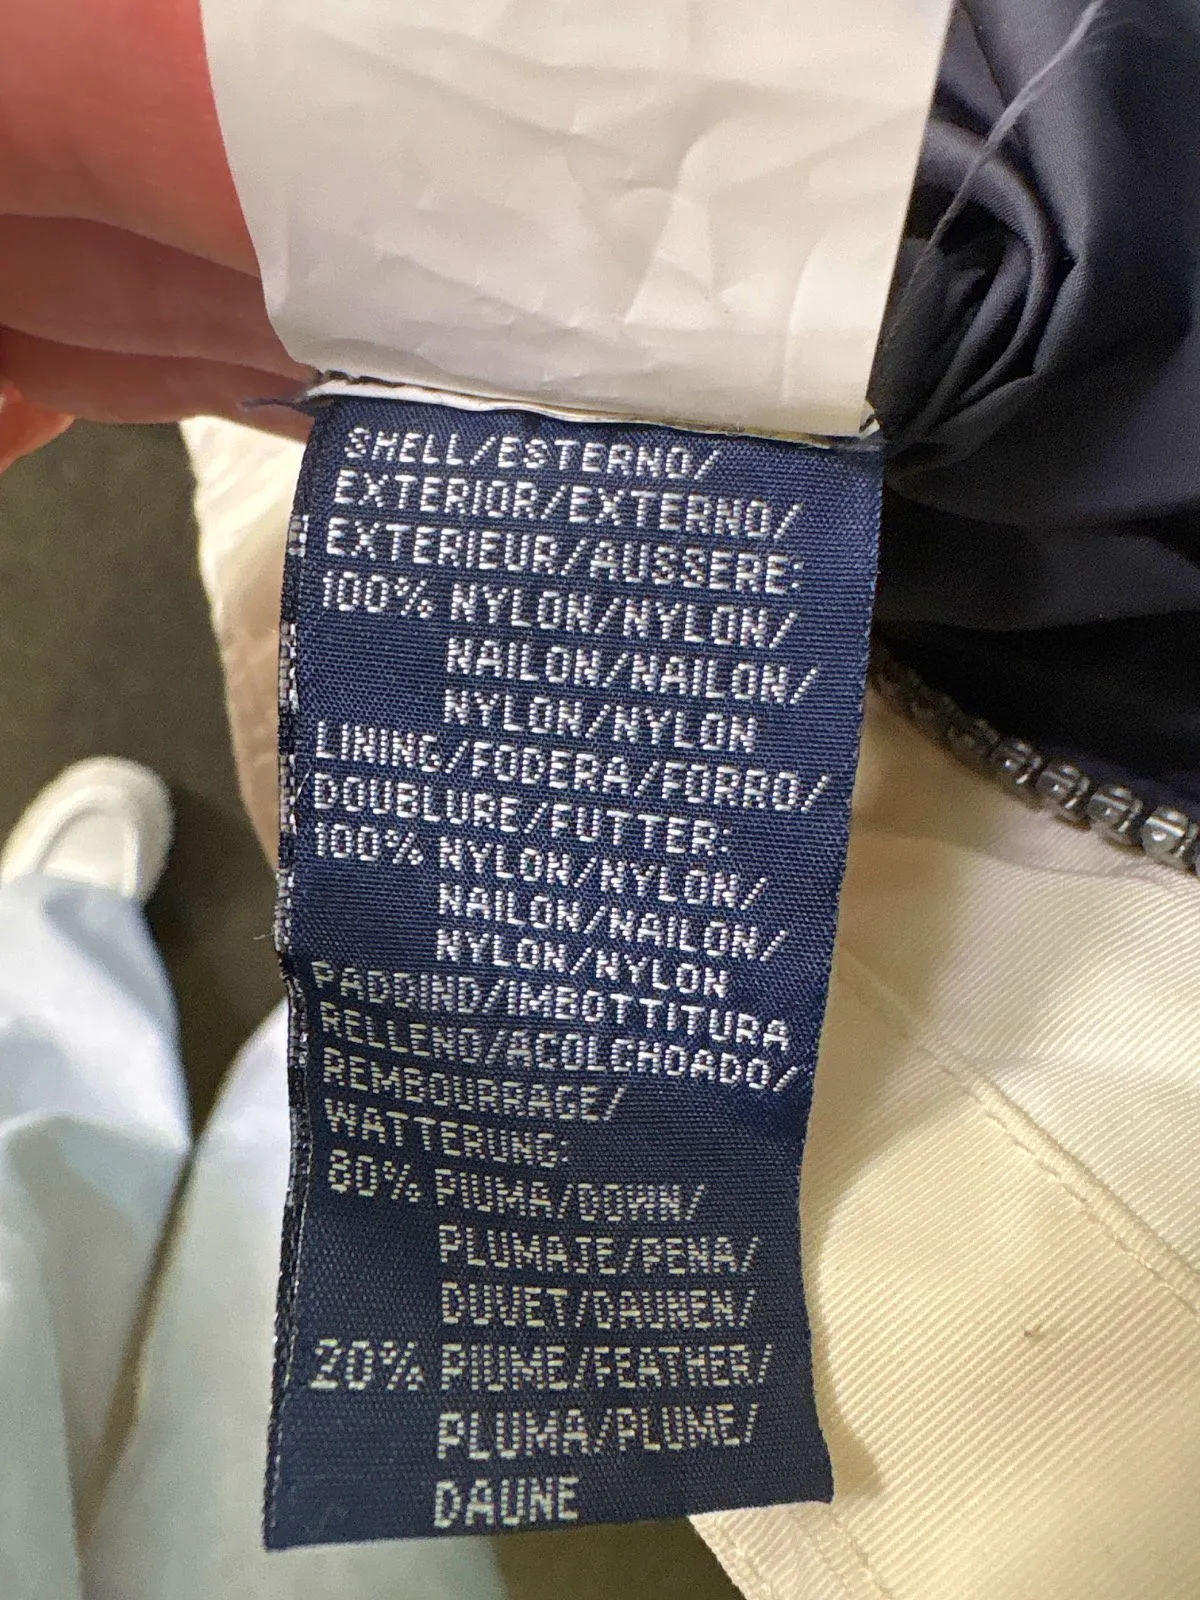 SHELL/ESTERNO/
EXTERIOR/EXTERNO/
EXTERIEUR/AUSSERE:
100% NYLON/NYLON/
NAILON/NAILON/
NYLON/NYLON
LINING/FODERA/FORRO/
DOUBLURE/FUTTER:
100% NYLON/NYLON/
NAILON/NAILON/
NYLON/NYLON
PADDIND/IMBOTTITURA
RELLENO/ACOLCHOADO/
REMBOURRAGE/
WATTERUNG:
80% PIUMA/DOWN/
PLUMAJE/PENA/
DUVET/DAUNEN/
20% PIUME/FEATHER/
PLUMA/PLUME/
DAUNE